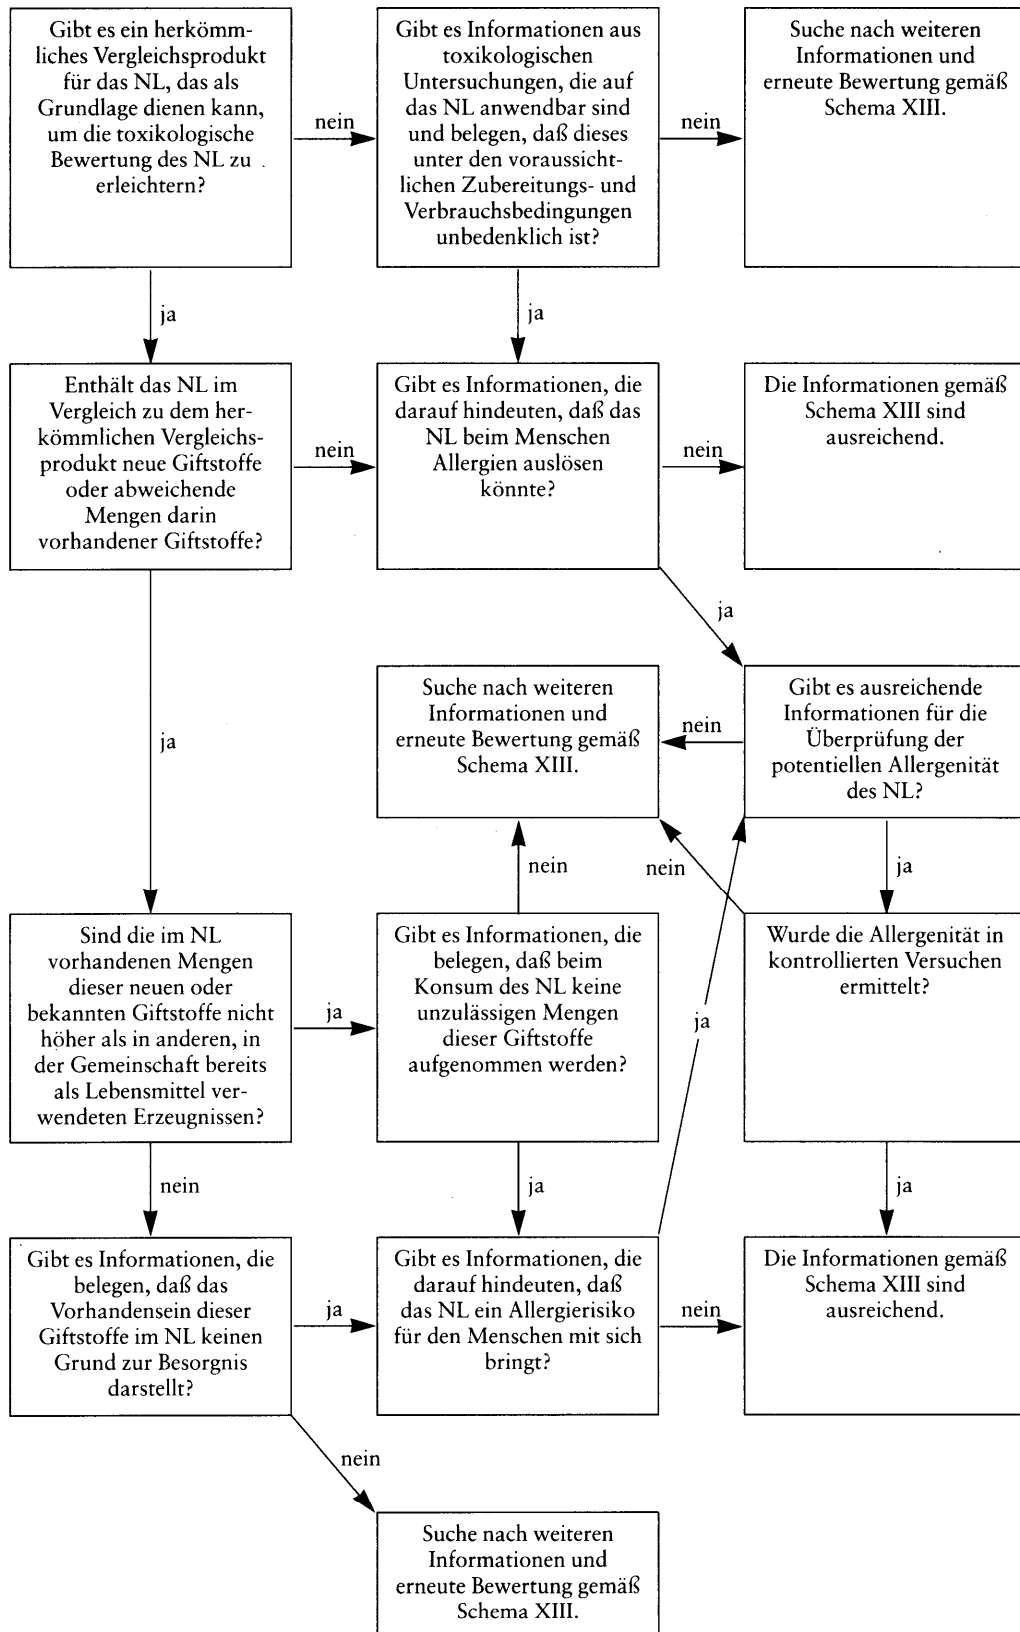 Gibt es ein herkömm-
liches Vergleichsprodukt
für das NL, das als
Grundlage dienen kann,
um die toxikologische
Bewertung des NL zu
erleichtern?
nein
Gibt es Informationen aus
toxikologischen
Untersuchungen, die auf
das NL anwendbar sind
und belegen, daß dieses
unter den voraussicht-
lichen Zubereitungs- und
Verbrauchsbedingungen
unbedenklich ist?
nein
Suche nach weiteren
Informationen und
erneute Bewertung gemäß
Schema XIII.
ja
ja
Enthält das NL im
Vergleich zu dem her-
kömmlichen Vergleichs-
produkt neue Giftstoffe
oder abweichende
Mengen darin
vorhandener Giftstoffe?
nein
Gibt es Informationen, die
darauf hindeuten, daß das
NL beim Menschen
Allergien auslösen
könnte?
nein
Die Informationen gemäß
Schema XIII sind
ausreichend.
ja
ja
Suche nach weiteren
Informationen und
erneute Bewertung gemäß
Schema XIII.
nein
Gibt es ausreichende
Informationen für die
Überprüfung der
potentiellen Allergenität
des NL?
nein
nein
ja
Sind die im NL
vorhandenen Mengen
dieser neuen oder
bekannten Giftstoffe nicht
höher als in anderen, in
der Gemeinschaft bereits
als Lebensmittel ver-
wendeten Erzeugnissen?
ja
Gibt es Informationen, die
belegen, daß beim
Konsum des NL keine
unzulässigen Mengen
dieser Giftstoffe
aufgenommen werden?
ja
Wurde die Allergenität in
kontrollierten Versuchen
ermittelt?
nein
ja
ja
Gibt es Informationen, die
belegen, daß das
Vorhandensein dieser
Giftstoffe im NL keinen
Grund zur Besorgnis
darstellt?
ja
Gibt es Informationen, die
darauf hindeuten, daß
das NL ein Allergierisiko
für den Menschen mit sich
bringt?
nein
Die Informationen gemäß
Schema XIII sind
ausreichend.
nein
Suche nach weiteren
Informationen und
erneute Bewertung gemäß
Schema XIII.